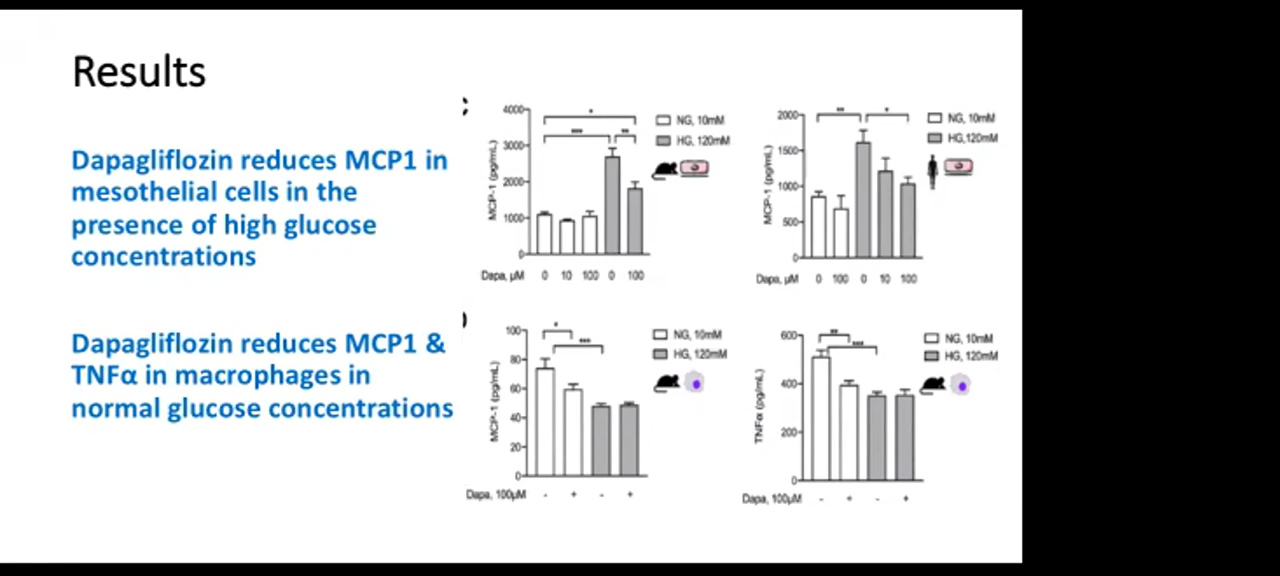 Results
Dapagliflozin reduces MCP1 in
mesothelial cells in the
presence of high glucose
concentrations
Dapagliflozin reduces MCP1 &
TNFα in macrophages in
normal glucose concentrations
4000
3000
2000
1000
0
MCP-1 (pg/mL)
*
***
**
NG, 10mM
HG, 120mM
Dapa, µM 0 10 100 0 100
2000
1500
1000
500
0
MCP-1 (pg/mL)
**
*
NG, 10mM
HG,120mM
Dapa, µM 0 100 0 10 100
100
80
60
40
20
0
MCP-1 (pg/mL)
*
***
NG, 10mM
HG, 120mM
Dapa, 100µM - + - +
600
400
200
0
TNFα (pg/mL)
**
***
NG, 10mM
HG, 120mM
Dapa, 100µM - + - +